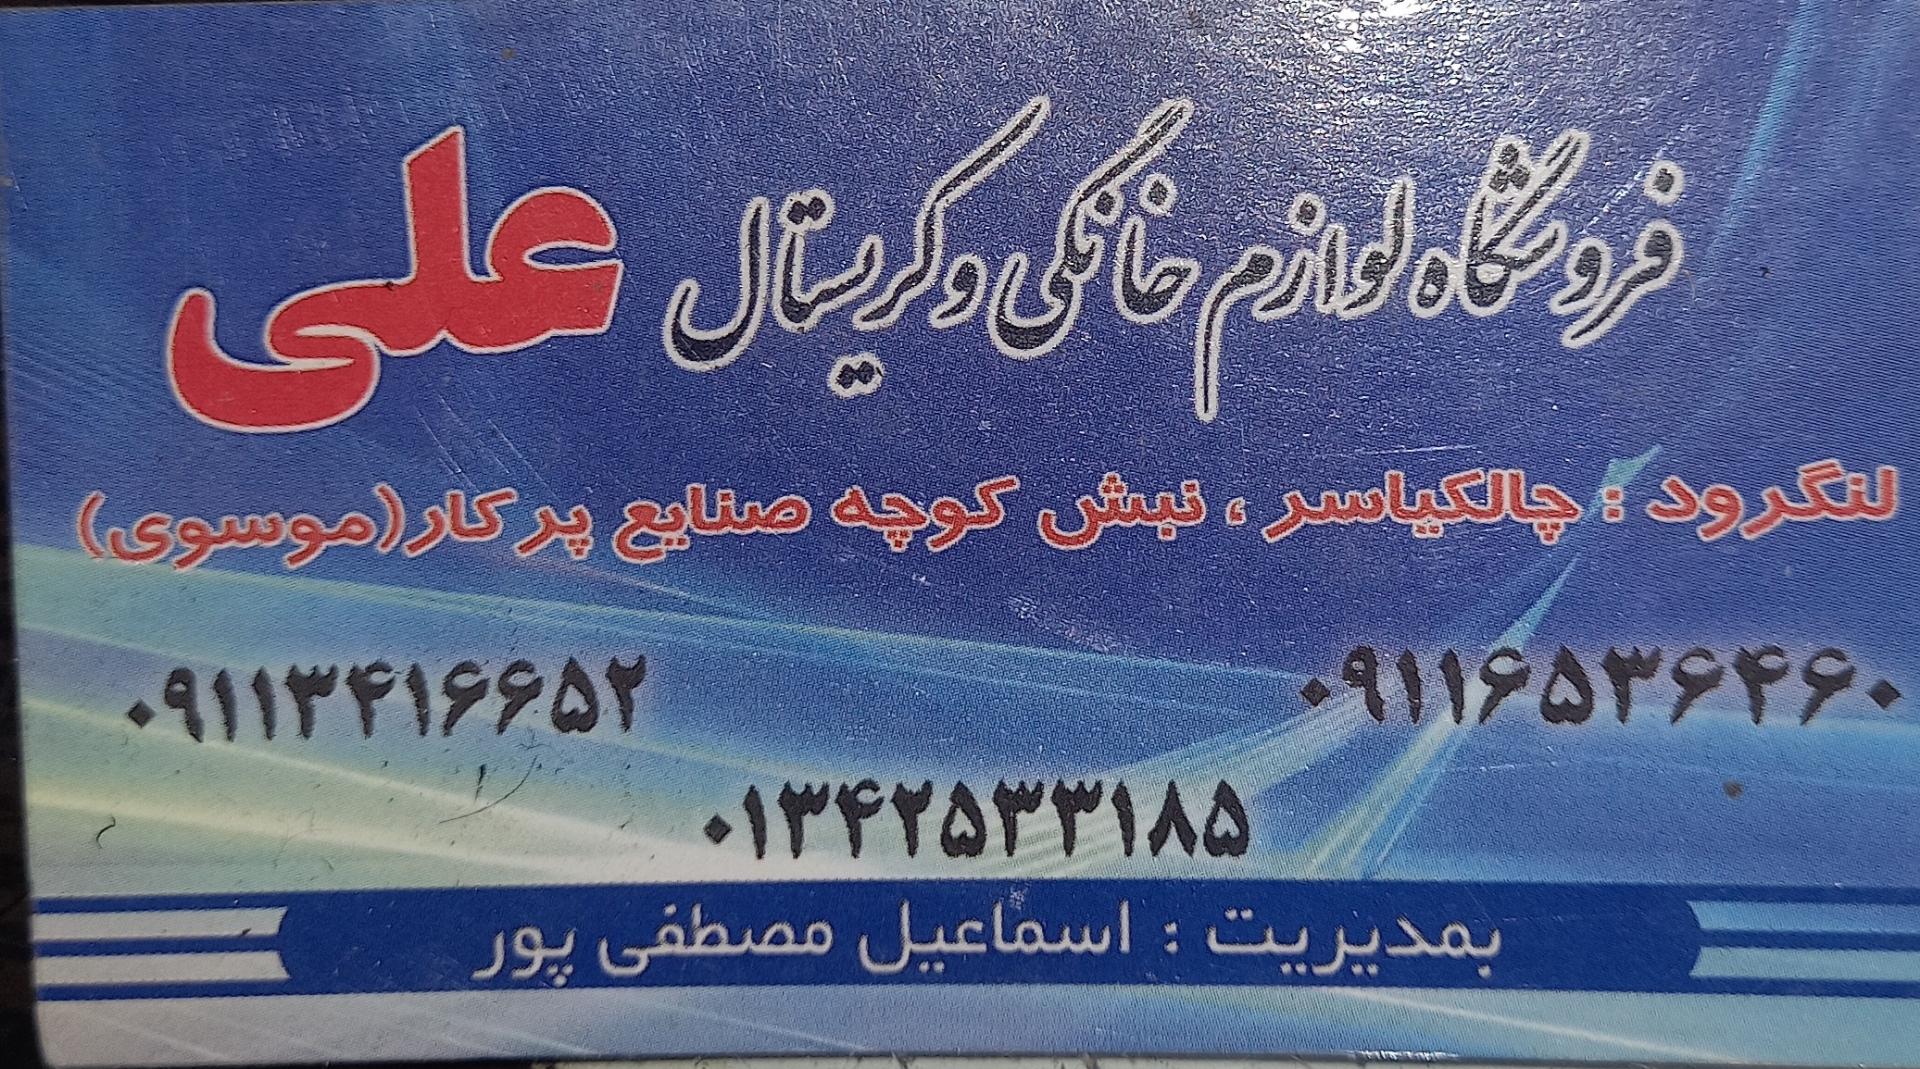 فروشگاه لوازم خانگی و کریستال علی
لنگرود : چالکیاسر ، نبش کوچه صنایع پرکار(موسوی)
۰۹۱۱۳۴۱۶۶۵۲ ۰۹۱۱۶۵۳۶۴۶۰
۰۱۳۴۲۵۳۳۱۸۵
بمدیریت : اسماعیل مصطفی پور